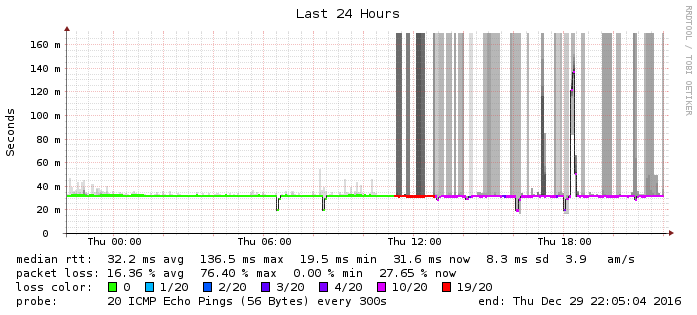 Last 24 Hours
RRDTOOL / TOBI OETIKER
Seconds
160 m
140 m
120 m
100 m
80 m
60 m
40 m
20 m
0
Thu 00:00 Thu 06:00 Thu 12:00 Thu 18:00
median rtt: 32.2 ms avg 136.5 ms max 19.5 ms min 31.6 ms now 8.3 ms sd 3.9 am/s
packet loss: 16.36 % avg 76.40 % max 0.00 % min 27.65 % now
loss color: 0 1/20 2/20 3/20 4/20 10/20 19/20
probe: 20 ICMP Echo Pings (56 Bytes) every 300s end: Thu Dec 29 22:05:04 2016